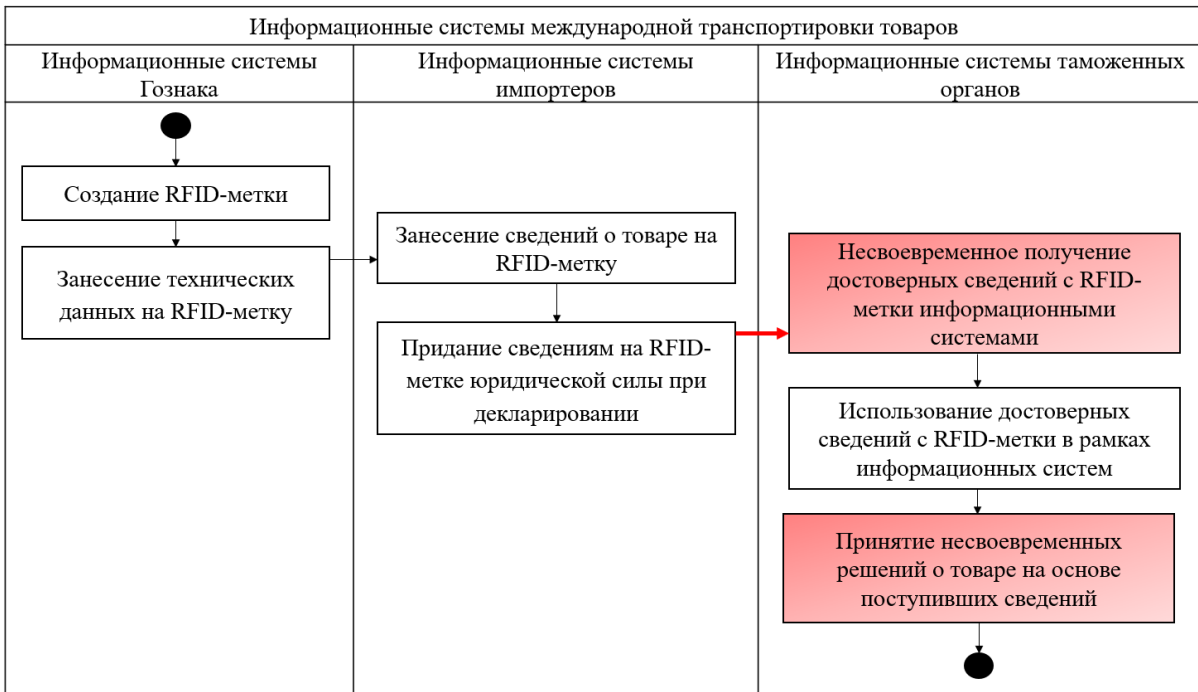 Информационные системы международной транспортировки товаров
Информационные системы
Гознака
Информационные системы
импортеров
Информационные системы таможенных
органов
Создание RFID-метки
Занесение технических
данных на RFID-метку
Занесение сведений о товаре на
RFID-метку
Придание сведениям на RFID-
метке юридической силы при
декларировании
Несвоевременное получение
достоверных сведений с RFID-
метки информационными
системами
Использование достоверных
сведений с RFID-метки в рамках
информационных систем
Принятие несвоевременных
решений о товаре на основе
поступивших сведений